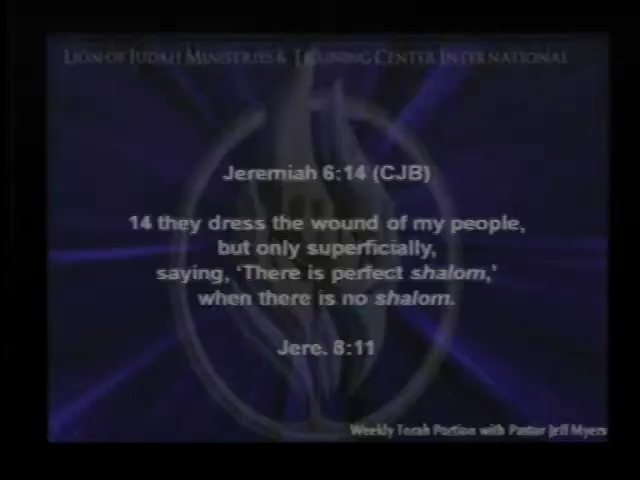 LION OF JUDAH MINISTRIES & TRAINING CENTER INTERNATIONAL
Jeremiah 6:14 (CJB)
14 they dress the wound of my people,
but only superficially,
saying, ‘There is perfect shalom,’
when there is no shalom.
Jere. 8:11
Weekly Torah Portion with Pastor Jeff Myers